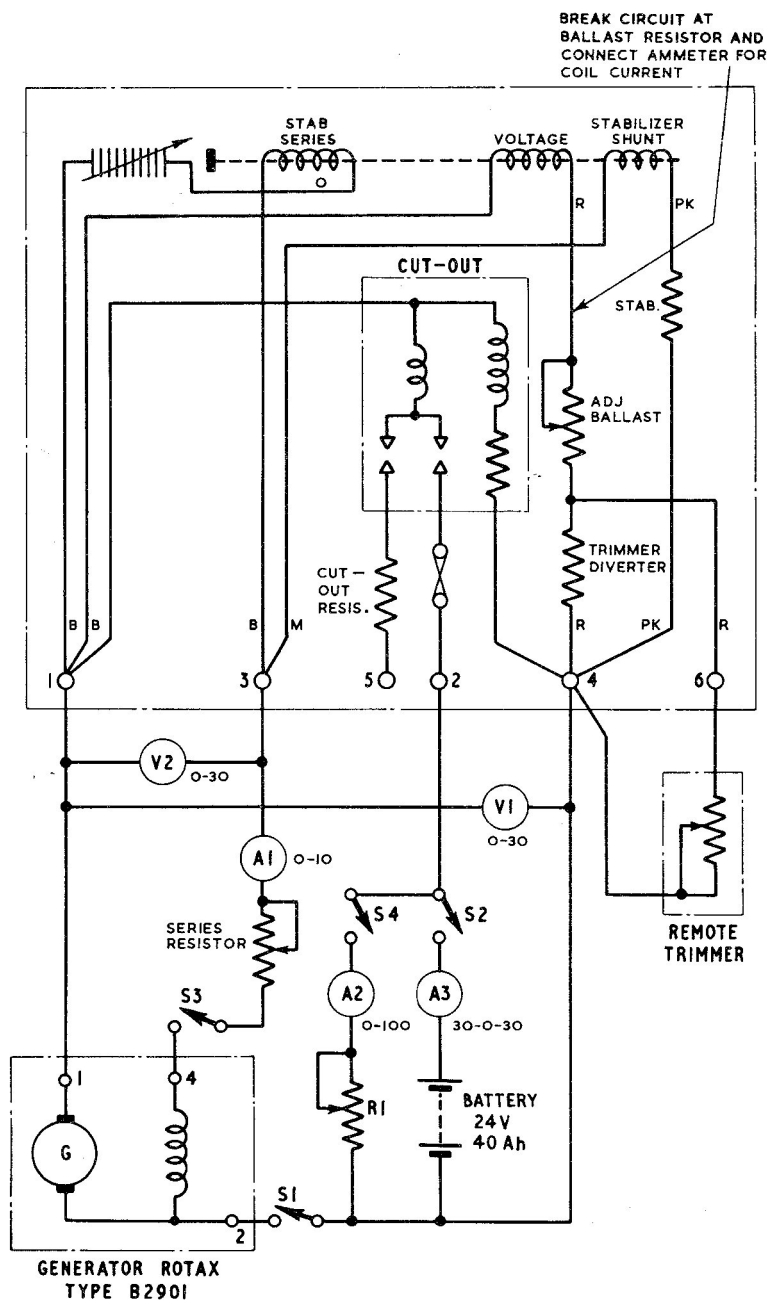 BREAK CIRCUIT AT
BALLAST RESISTOR AND
CONNECT AMMETER FOR
COIL CURRENT
STAB
SERIES
VOLTAGE
STABILIZER
SHUNT
R
PK
CUT-OUT
STAB.
ADJ
BALLAST
TRIMMER
DIVERTER
CUT-
OUT
RESIS.
B
B
B
M
R
PK
R
1
3
5
2
4
6
V2
0-30
V1
0-30
A1
0-10
SERIES
RESISTOR
S4
S2
REMOTE
TRIMMER
S3
A2
0-100
A3
30-0-30
1
4
R1
BATTERY
24V
40Ah
G
S1
2
GENERATOR ROTAX
TYPE B2901